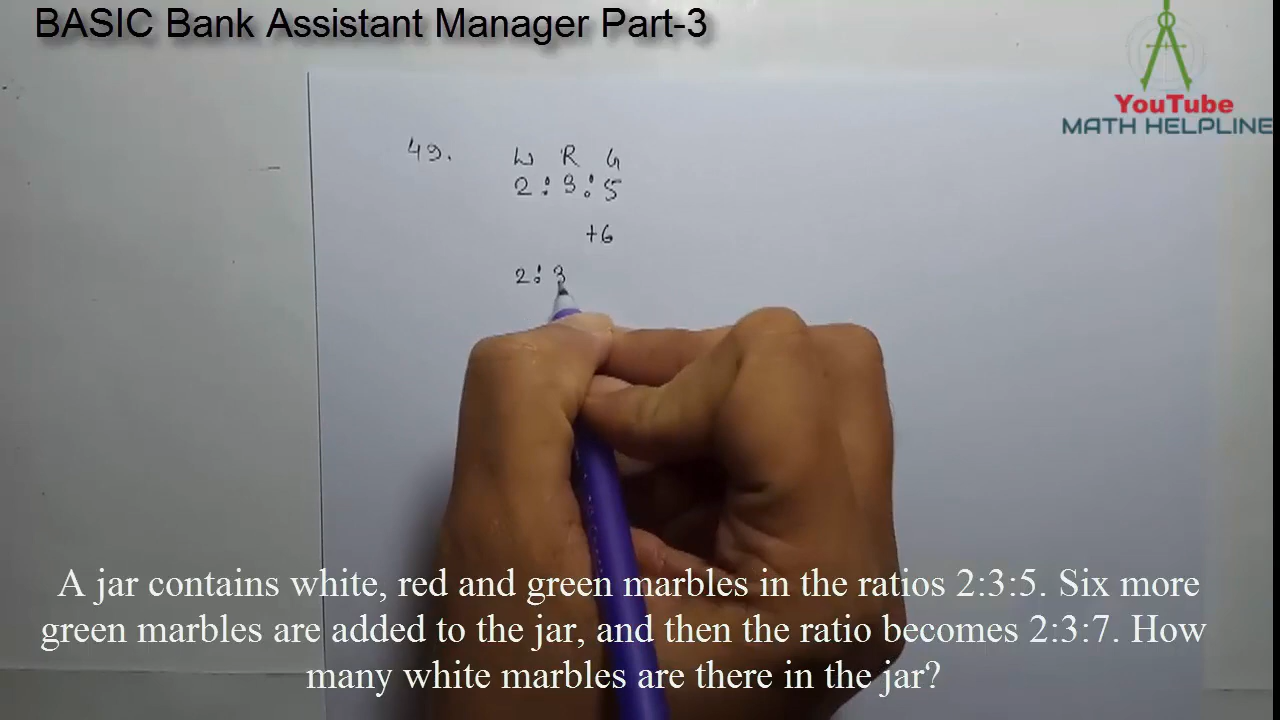 BASIC Bank Assistant Manager Part-3
YouTube
MATH HELPLINE
49. W R G
2 : 3 : 5
+6
2 : 3
A jar contains white, red and green marbles in the ratios 2:3:5. Six more
green marbles are added to the jar, and then the ratio becomes 2:3:7. How
many white marbles are there in the jar?